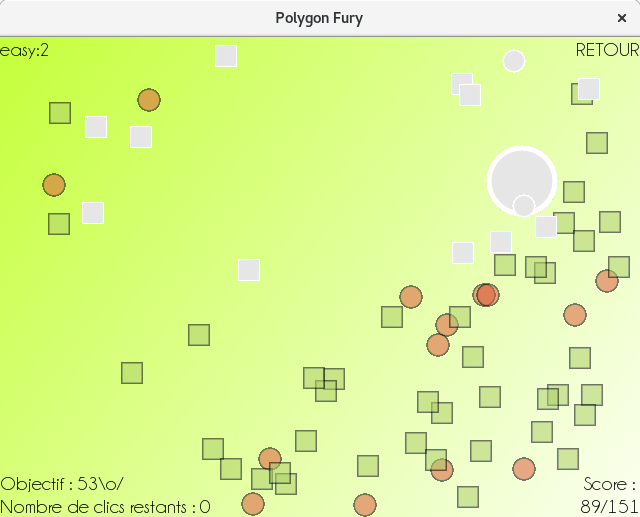 Polygon Fury
×
easy:2
RETOUR
Objectif : 53\o/
Score :
Nombre de clics restants : 0
89/151